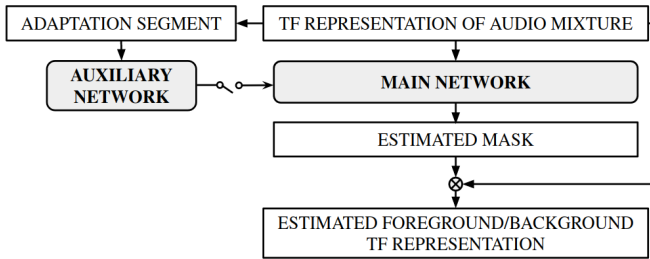 ADAPTATION SEGMENT
TF REPRESENTATION OF AUDIO MIXTURE
AUXILIARY
NETWORK
MAIN NETWORK
ESTIMATED MASK
ESTIMATED FOREGROUND/BACKGROUND
TF REPRESENTATION